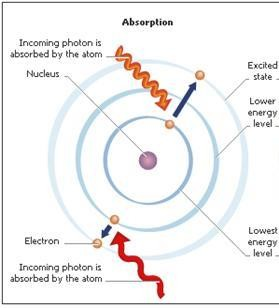 Absorption
Incoming photon is
absorbed by the atom
Nucleus
Excited
state
Lower
energy
level
Electron
Lowest
energy
level
Incoming photon is
absorbed by the atom